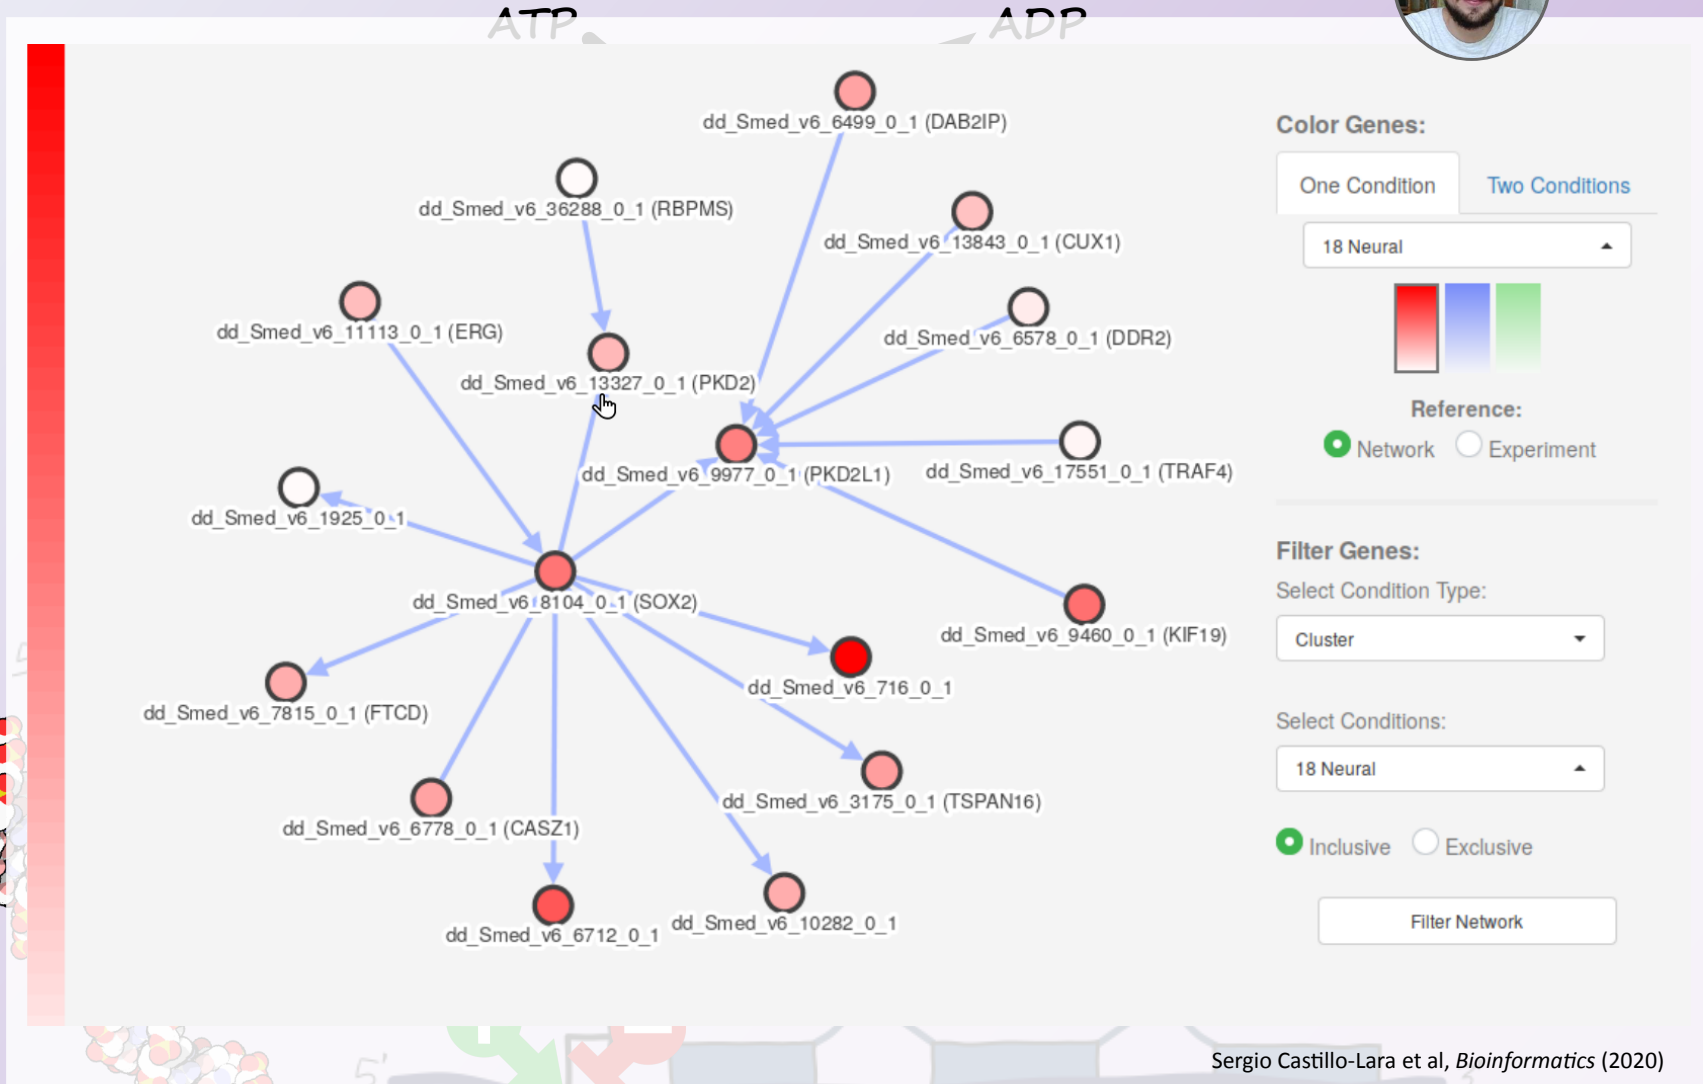 ATP
ADP
dd_Smed_v6_6499_0_1 (DAB2IP)
dd_Smed_v6_36288_0_1 (RBPMS)
dd_Smed_v6_13843_0_1 (CUX1)
dd_Smed_v6_11113_0_1 (ERG)
dd_Smed_v6_6578_0_1 (DDR2)
dd_Smed_v6_13327_0_1 (PKD2)
dd_Smed_v6_9977_0_1 (PKD2L1)
dd_Smed_v6_17551_0_1 (TRAF4)
dd_Smed_v6_1925_0_1
dd_Smed_v6_8104_0_1 (SOX2)
dd_Smed_v6_9460_0_1 (KIF19)
dd_Smed_v6_716_0_1
dd_Smed_v6_7815_0_1 (FTCD)
dd_Smed_v6_3175_0_1 (TSPAN16)
dd_Smed_v6_6778_0_1 (CASZ1)
dd_Smed_v6_10282_0_1
dd_Smed_v6_6712_0_1
Color Genes:
One Condition
Two Conditions
18 Neural
Reference:
Network
Experiment
Filter Genes:
Select Condition Type:
Cluster
Select Conditions:
18 Neural
Inclusive
Exclusive
Filter Network
5'
Sergio Castillo-Lara et al, Bioinformatics (2020)